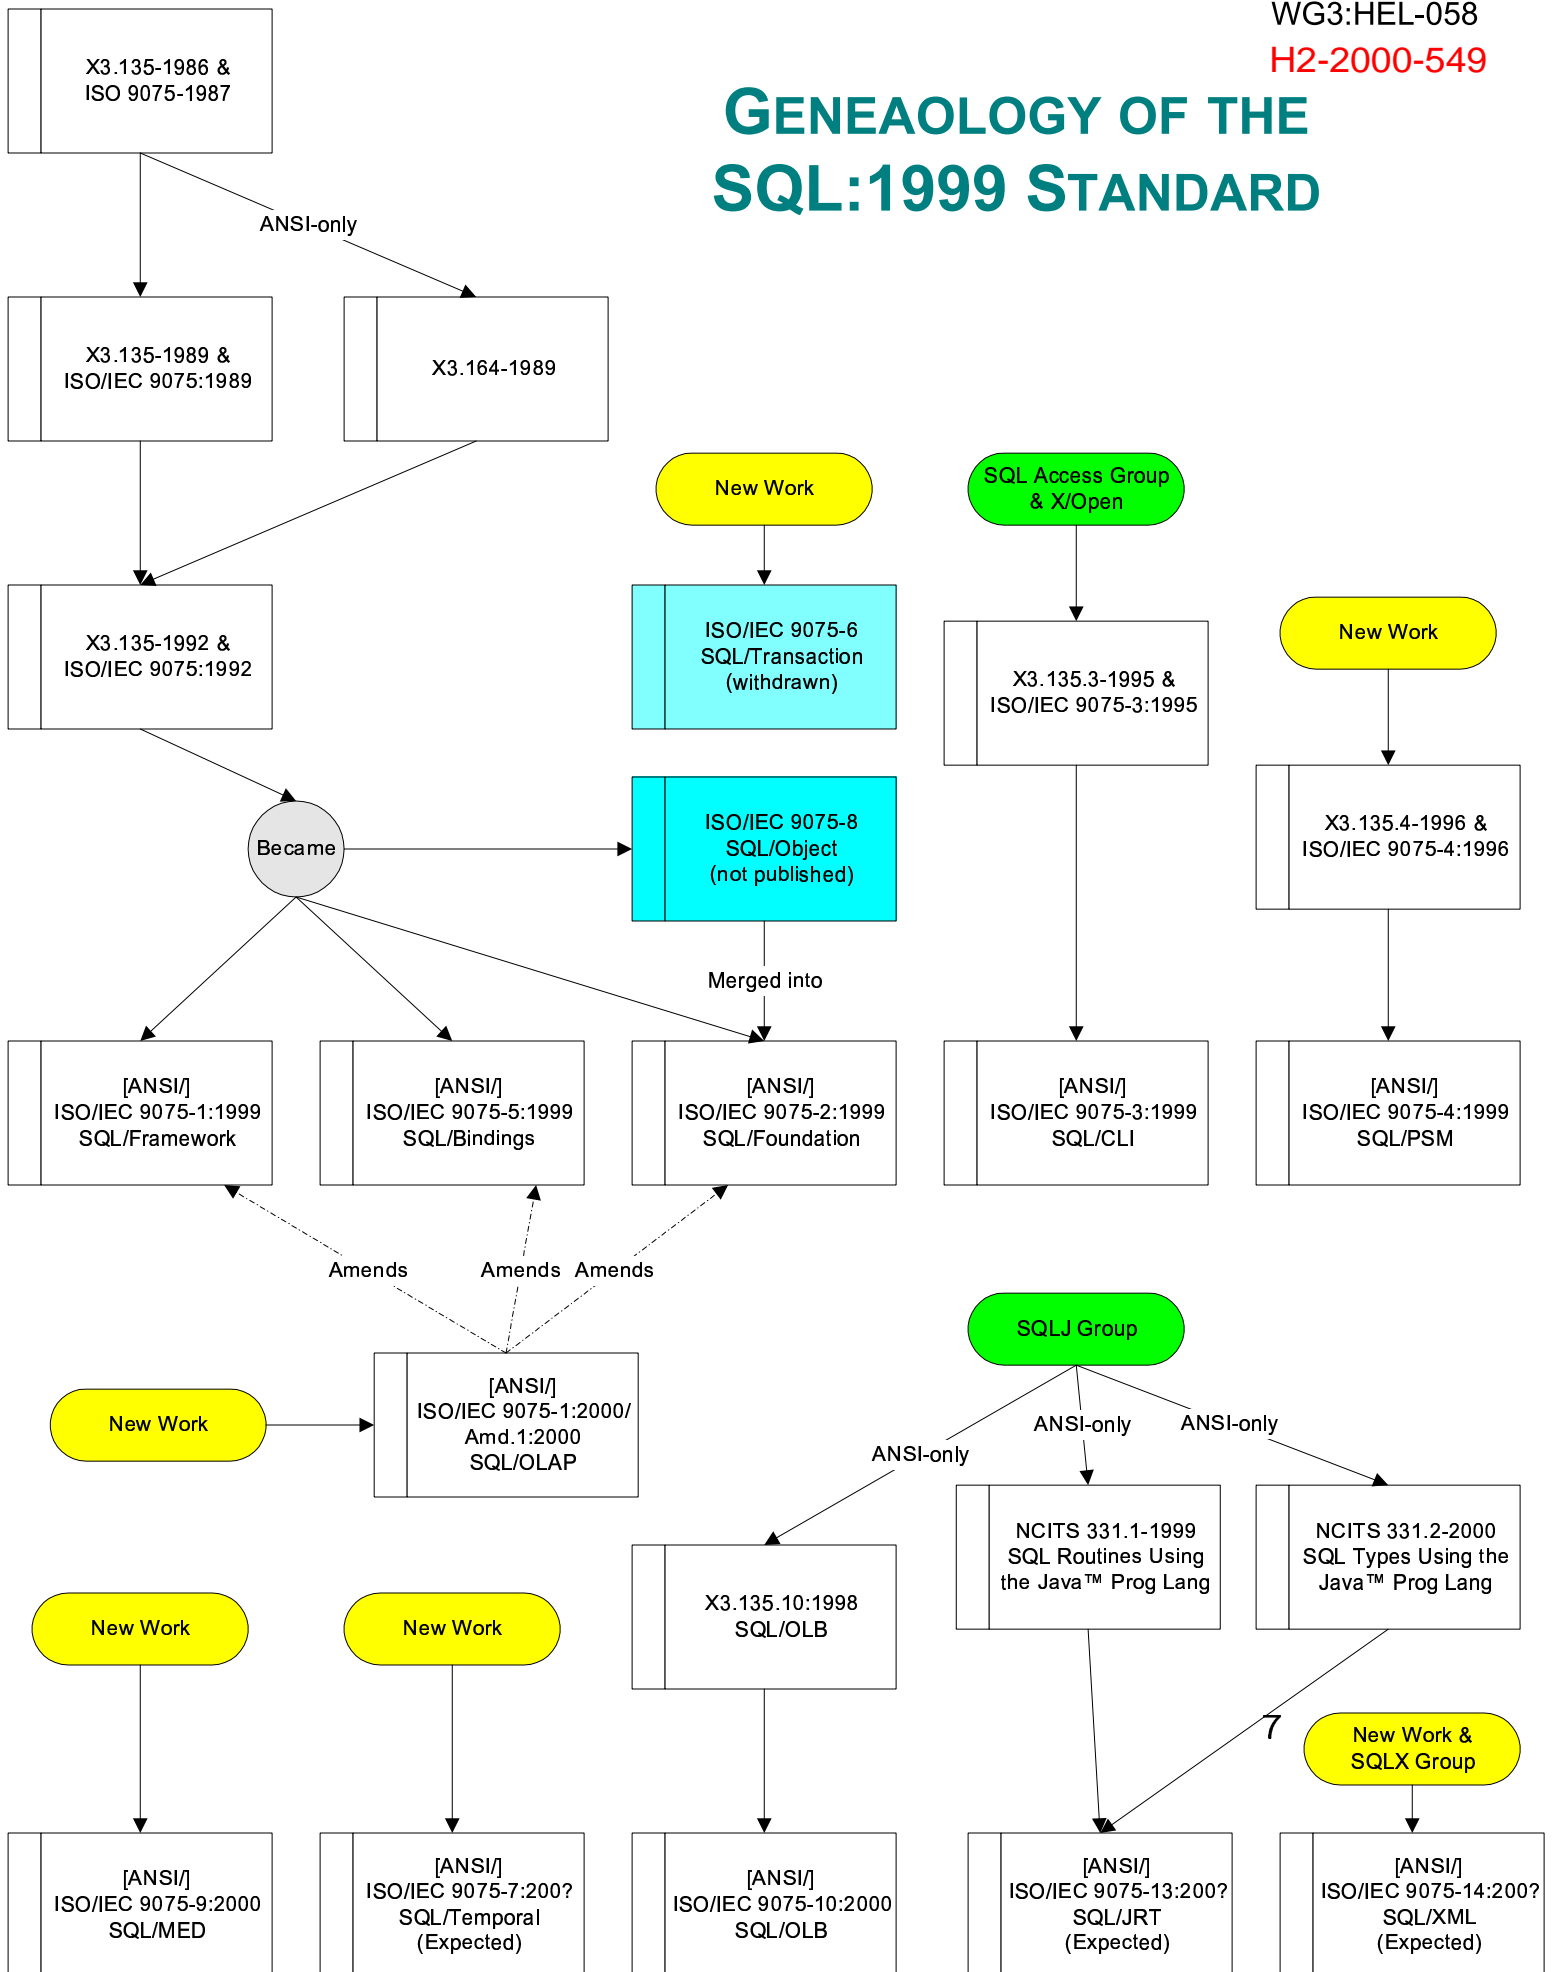 WG3:HEL-058
H2-2000-549
GENEAOLOGY OF THE
SQL:1999 STANDARD
X3.135-1986 &
ISO 9075-1987
ANSI-only
X3.135-1989 &
ISO/IEC 9075:1989
X3.164-1989
New Work
SQL Access Group
& X/Open
X3.135-1992 &
ISO/IEC 9075:1992
ISO/IEC 9075-6
SQL/Transaction
(withdrawn)
X3.135.3-1995 &
ISO/IEC 9075-3:1995
New Work
Became
ISO/IEC 9075-8
SQL/Object
(not published)
X3.135.4-1996 &
ISO/IEC 9075-4:1996
Merged into
[ANSI/]
ISO/IEC 9075-1:1999
SQL/Framework
[ANSI/]
ISO/IEC 9075-5:1999
SQL/Bindings
[ANSI/]
ISO/IEC 9075-2:1999
SQL/Foundation
[ANSI/]
ISO/IEC 9075-3:1999
SQL/CLI
[ANSI/]
ISO/IEC 9075-4:1999
SQL/PSM
Amends
Amends
Amends
SQLJ Group
New Work
[ANSI/]
ISO/IEC 9075-1:2000/
Amd.1:2000
SQL/OLAP
ANSI-only
ANSI-only
ANSI-only
NCITS 331.1-1999
SQL Routines Using
the Java™ Prog Lang
NCITS 331.2-2000
SQL Types Using the
Java™ Prog Lang
New Work
New Work
X3.135.10:1998
SQL/OLB
7
New Work &
SQLX Group
[ANSI/]
ISO/IEC 9075-9:2000
SQL/MED
[ANSI/]
ISO/IEC 9075-7:200?
SQL/Temporal
(Expected)
[ANSI/]
ISO/IEC 9075-10:2000
SQL/OLB
[ANSI/]
ISO/IEC 9075-13:200?
SQL/JRT
(Expected)
[ANSI/]
ISO/IEC 9075-14:200?
SQL/XML
(Expected)